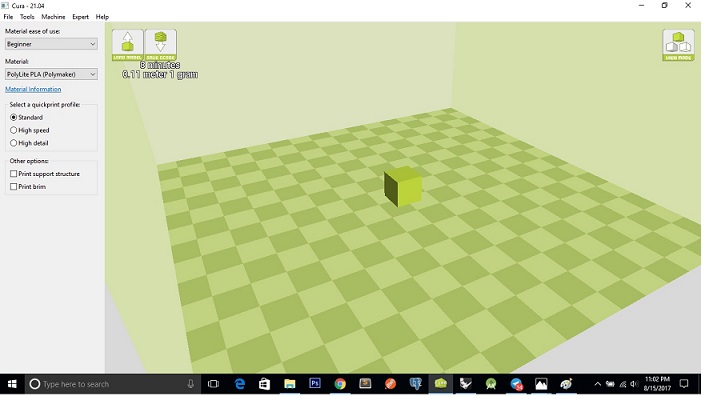 Cura - 21.04
File Tools Machine Expert Help
Material ease of use:
Beginner
Material:
PolyLite PLA (Polymaker)
Material Information
Select a quickprint profile:
Standard
High speed
High detail
Other options:
Print support structure
Print brim
LOAD MODEL
SAVE GCODE
8 minutes
0.11 meter 1 gram
VIEW MODE
Type here to search
Ps
11:02 PM
8/15/2017